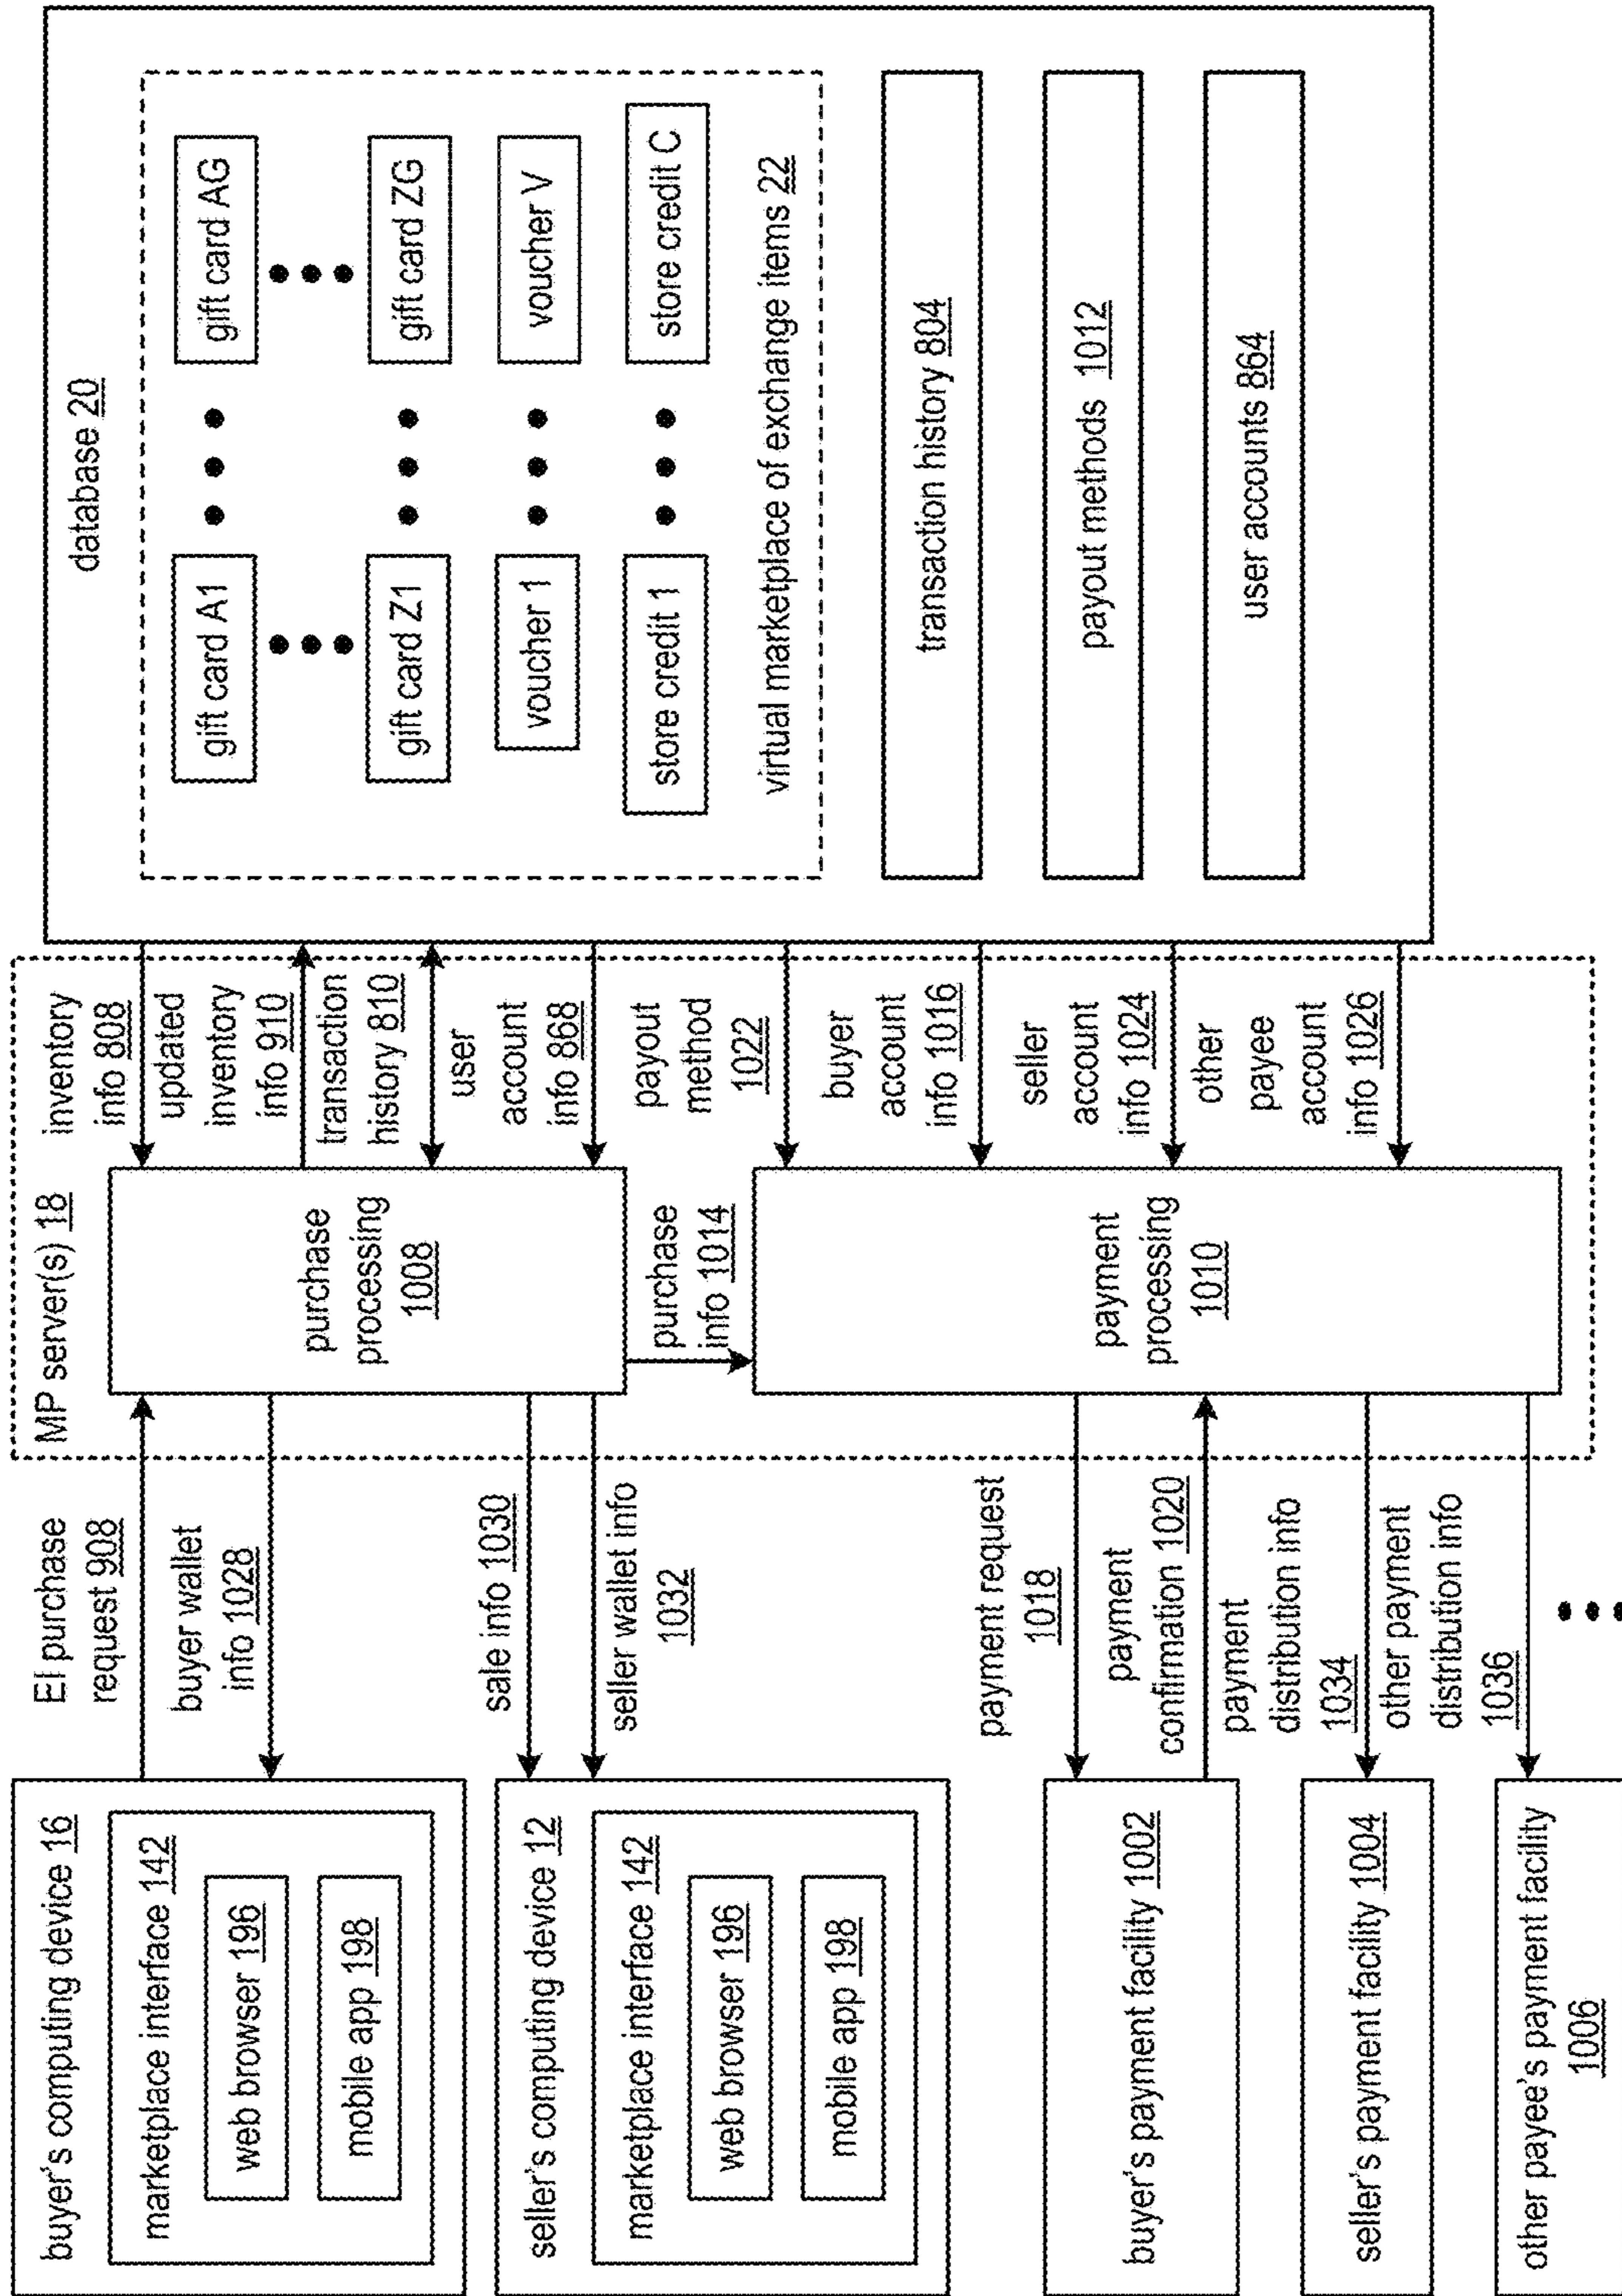 buyer's computing device 16
marketplace interface 142
web browser 196
mobile app 198
seller's computing device 12
marketplace interface 142
web browser 196
mobile app 198
buyer's payment facility 1002
seller's payment facility 1004
other payee's payment facility
1006
EI purchase
request 908
buyer wallet
info 1028
sale info 1030
seller wallet info
1032
payment request
1018
payment
confirmation 1020
payment
distribution info
1034
other payment
distribution info
1036
MP server(s) 18
purchase
processing
1008
purchase
info 1014
payment
processing
1010
inventory
info 808
updated
inventory
info 910
transaction
history 810
user
account
info 868
payout
method
1022
buyer
account
info 1016
seller
account
info 1024
other
payee
account
info 1026
database 20
gift card A1
gift card AG
gift card Z1
gift card ZG
voucher 1
voucher V
store credit 1
store credit C
virtual marketplace of exchange items 22
transaction history 804
payout methods 1012
user accounts 864